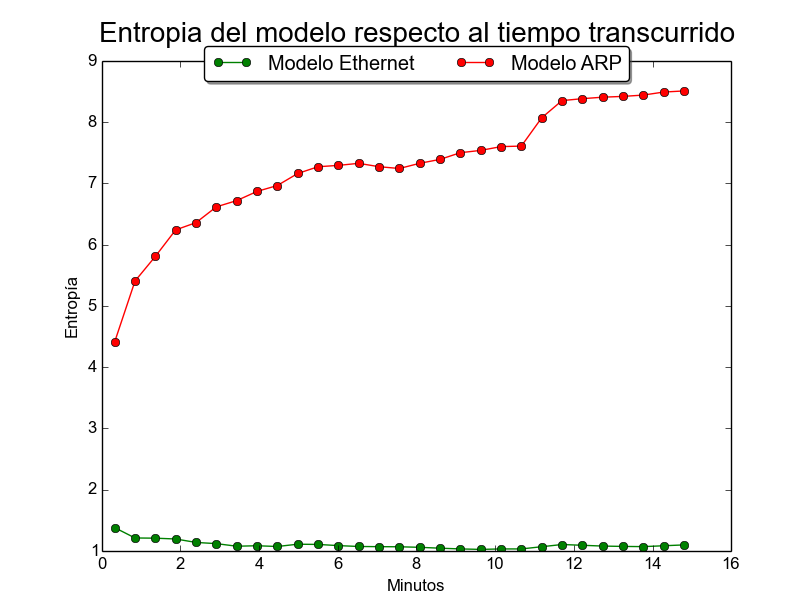 Entropia del modelo respecto al tiempo transcurrido
Modelo Ethernet Modelo ARP
9
8
7
6
5
4
3
2
1
Entropía
0 2 4 6 8 10 12 14 16
Minutos